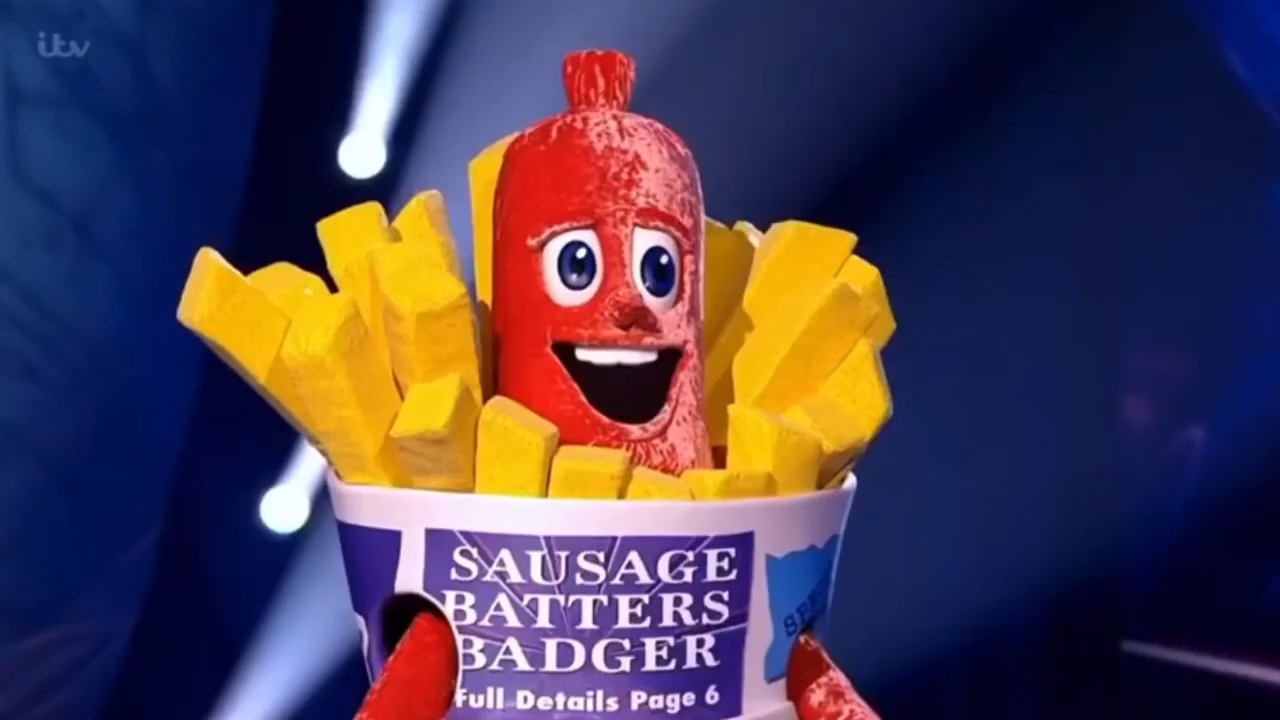 itv
SAUSAGE
BATTERS
BADGER
Full Details Page 6